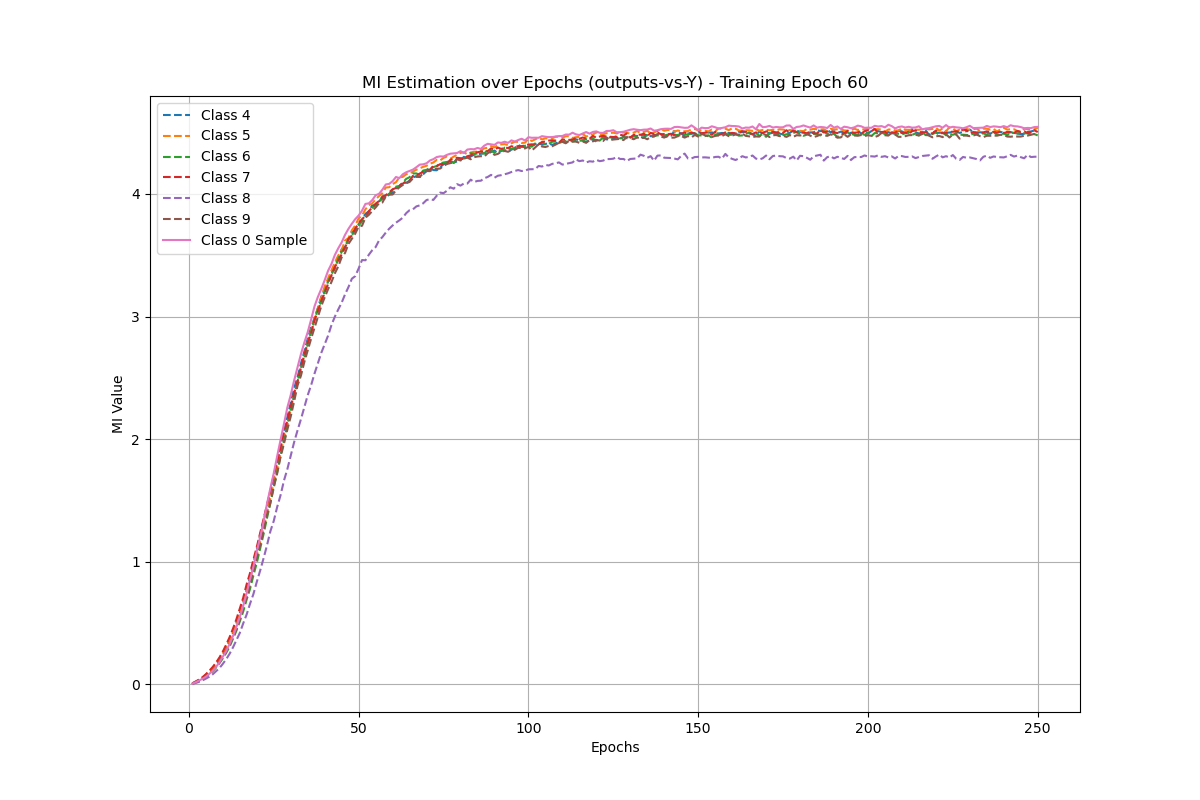 MI Estimation over Epochs (outputs-vs-Y) - Training Epoch 60
Class 4
Class 5
Class 6
Class 7
Class 8
Class 9
Class 0 Sample
MI Value
4
3
2
1
0
0 50 100 150 200 250
Epochs